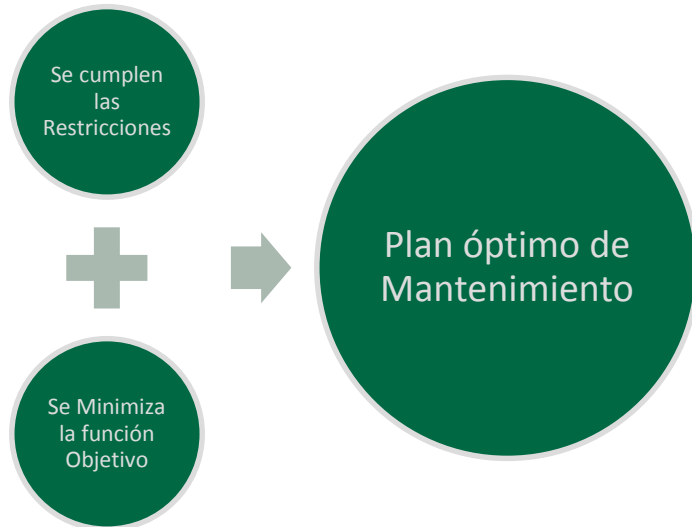 Se cumplen
las
Restricciones
Se Minimiza
la función
Objetivo
Plan óptimo de
Mantenimiento